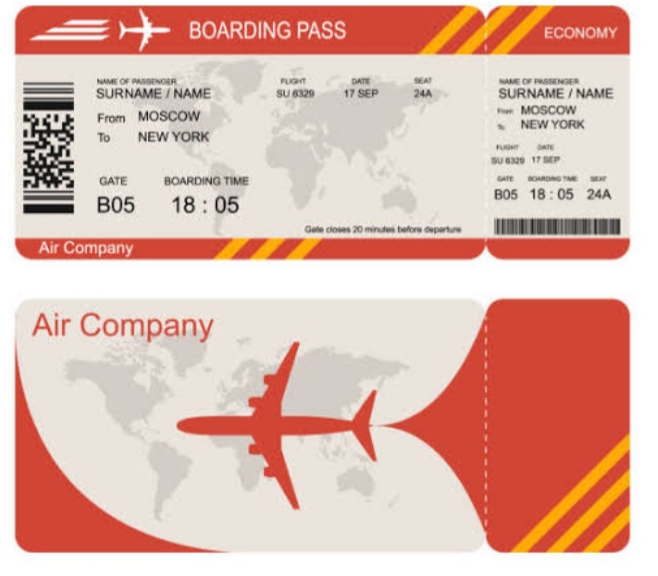 BOARDING PASS
ECONOMY
NAME OF PASSENGER
SURNAME / NAME
From MOSCOW
To NEW YORK
FLIGHT DATE SEAT
SU 6329 17 SEP 24A
GATE BOARDING TIME
B05 18 : 05
Gate closes 20 minutes before departure
Air Company
NAME OF PASSENGER
SURNAME / NAME
From MOSCOW
To NEW YORK
FLIGHT DATE
SU 6329 17 SEP
GATE BOARDING TIME SEAT
B05 18 : 05 24A
Air Company